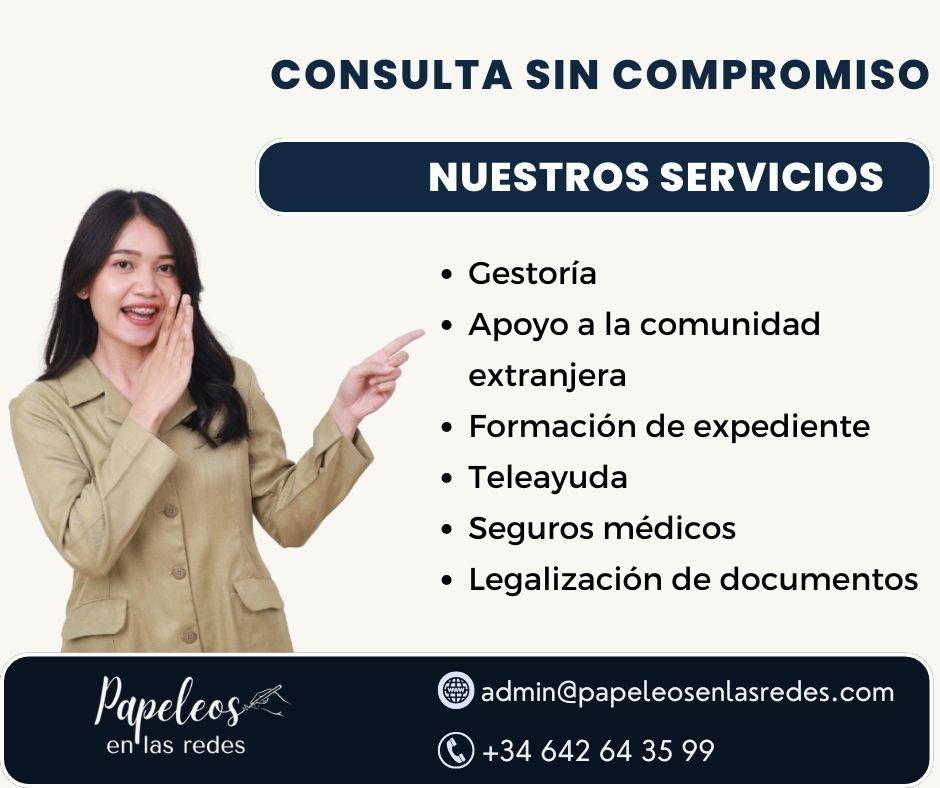 CONSULTA SIN COMPROMISO
NUESTROS SERVICIOS
• Gestoría
• Apoyo a la comunidad
extranjera
• Formación de expediente
• Teleayuda
• Seguros médicos
• Legalización de documentos
Papeleos
en las redes
admin@papeleosenlasredes.com
+34 642 64 35 99